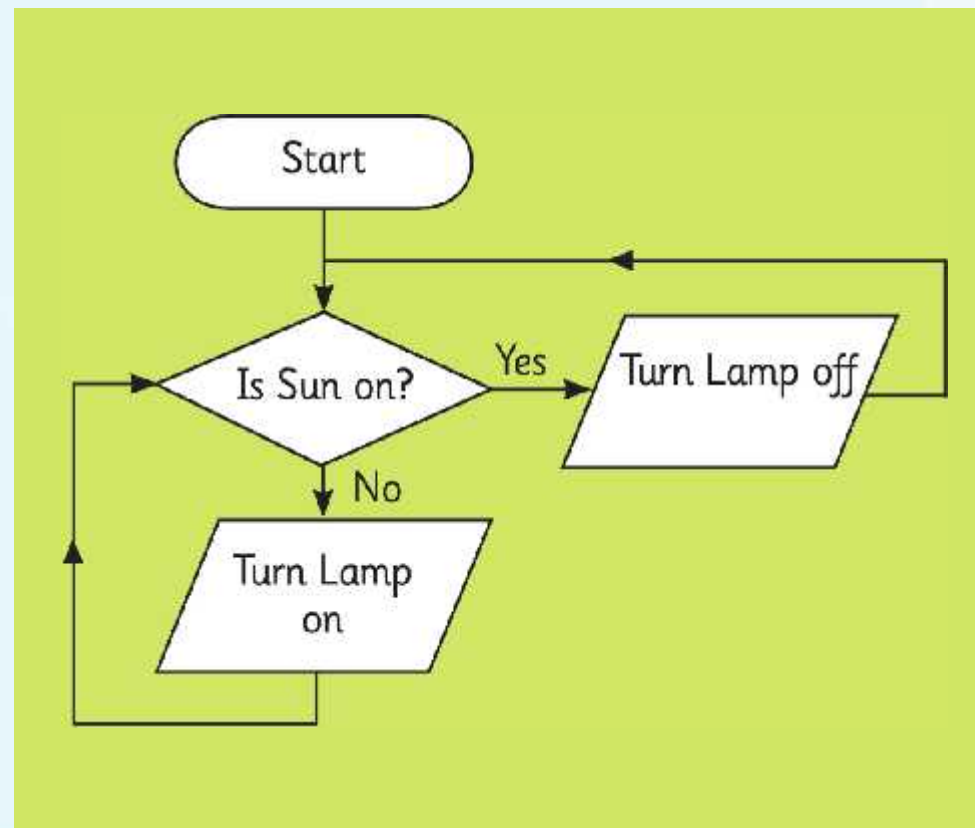 Start
Is Sun on?
Yes
Turn Lamp off
No
Turn Lamp
on